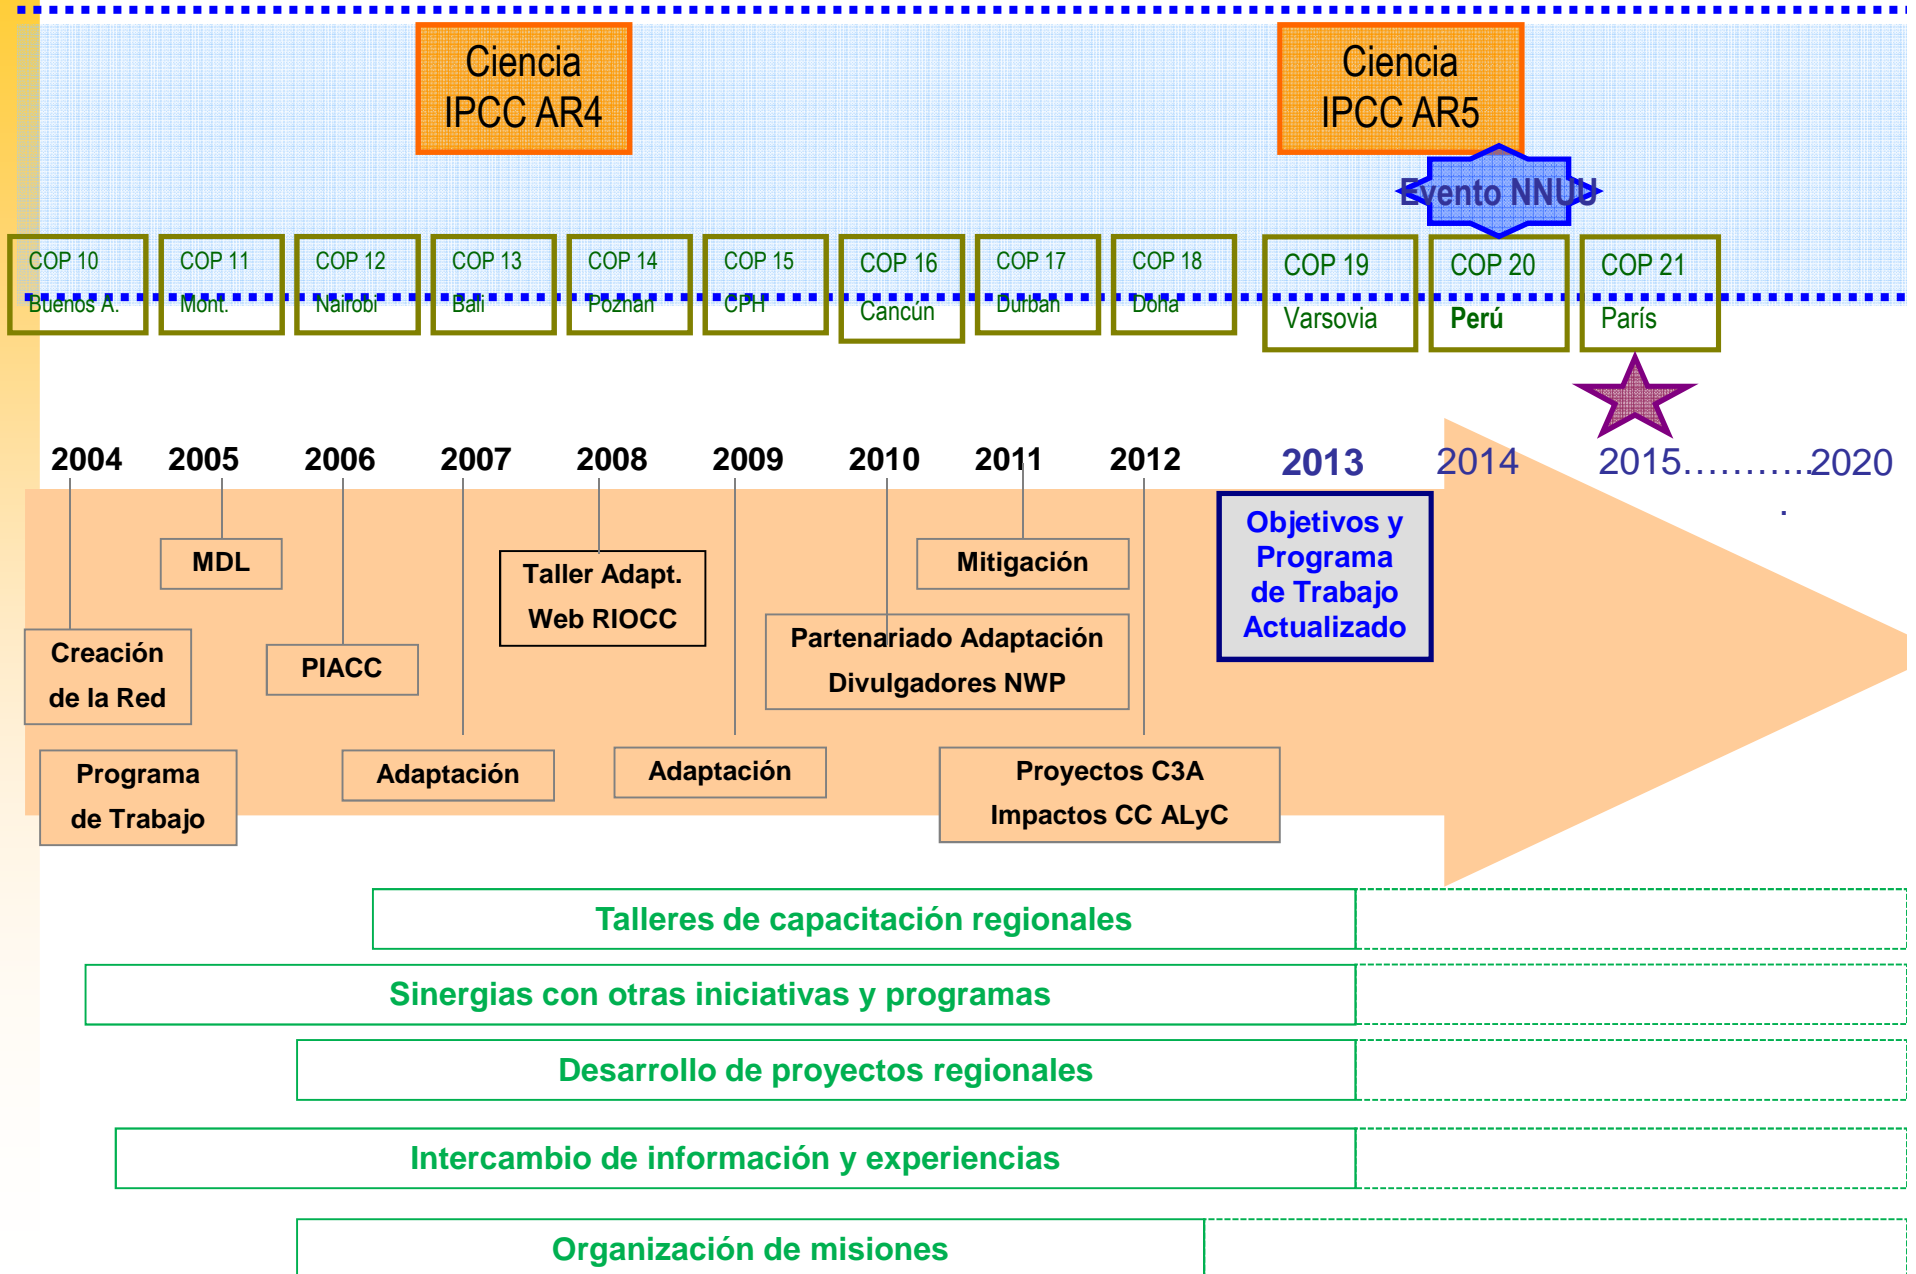 Ciencia
IPCC AR4
Ciencia
IPCC AR5
Evento NNUU
COP 10
Buenos A.
COP 11
Mont.
COP 12
Nairobi
COP 13
Bali
COP 14
Poznan
COP 15
CPH
COP 16
Cancún
COP 17
Durban
COP 18
Doha
COP 19
Varsovia
COP 20
Perú
COP 21
París
2004 2005 2006 2007 2008 2009 2010 2011 2012 2013 2014 2015............2020
.
MDL
Taller Adapt.
Web RIOCC
Mitigación
Objetivos y
Programa
de Trabajo
Actualizado
Creación
de la Red
PIACC
Partenariado Adaptación
Divulgadores NWP
Programa
de Trabajo
Adaptación
Adaptación
Proyectos C3A
Impactos CC ALyC
Talleres de capacitación regionales
Sinergias con otras iniciativas y programas
Desarrollo de proyectos regionales
Intercambio de información y experiencias
Organización de misiones